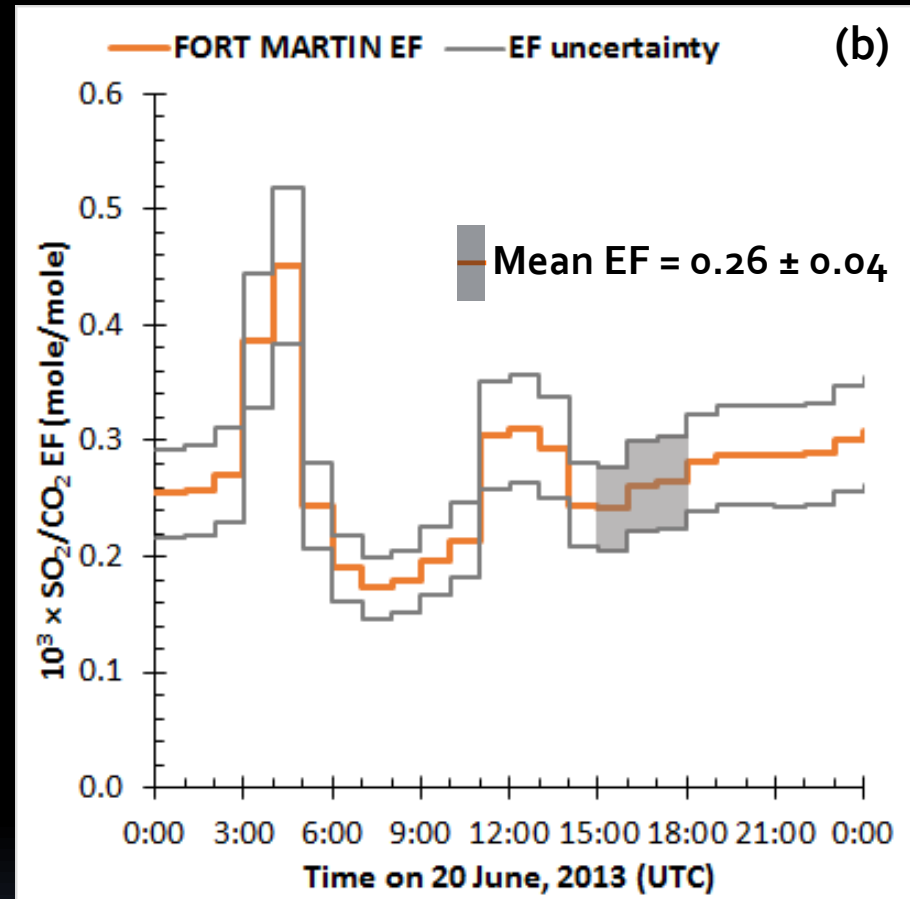 FORT MARTIN EF EF uncertainty (b)
0.6
0.5
Mean EF = 0.26 ± 0.04
0.4
0.3
0.2
0.1
0.0
10³ × SO₂/CO₂ EF (mole/mole)
0:00 3:00 6:00 9:00 12:00 15:00 18:00 21:00 0:00
Time on 20 June, 2013 (UTC)